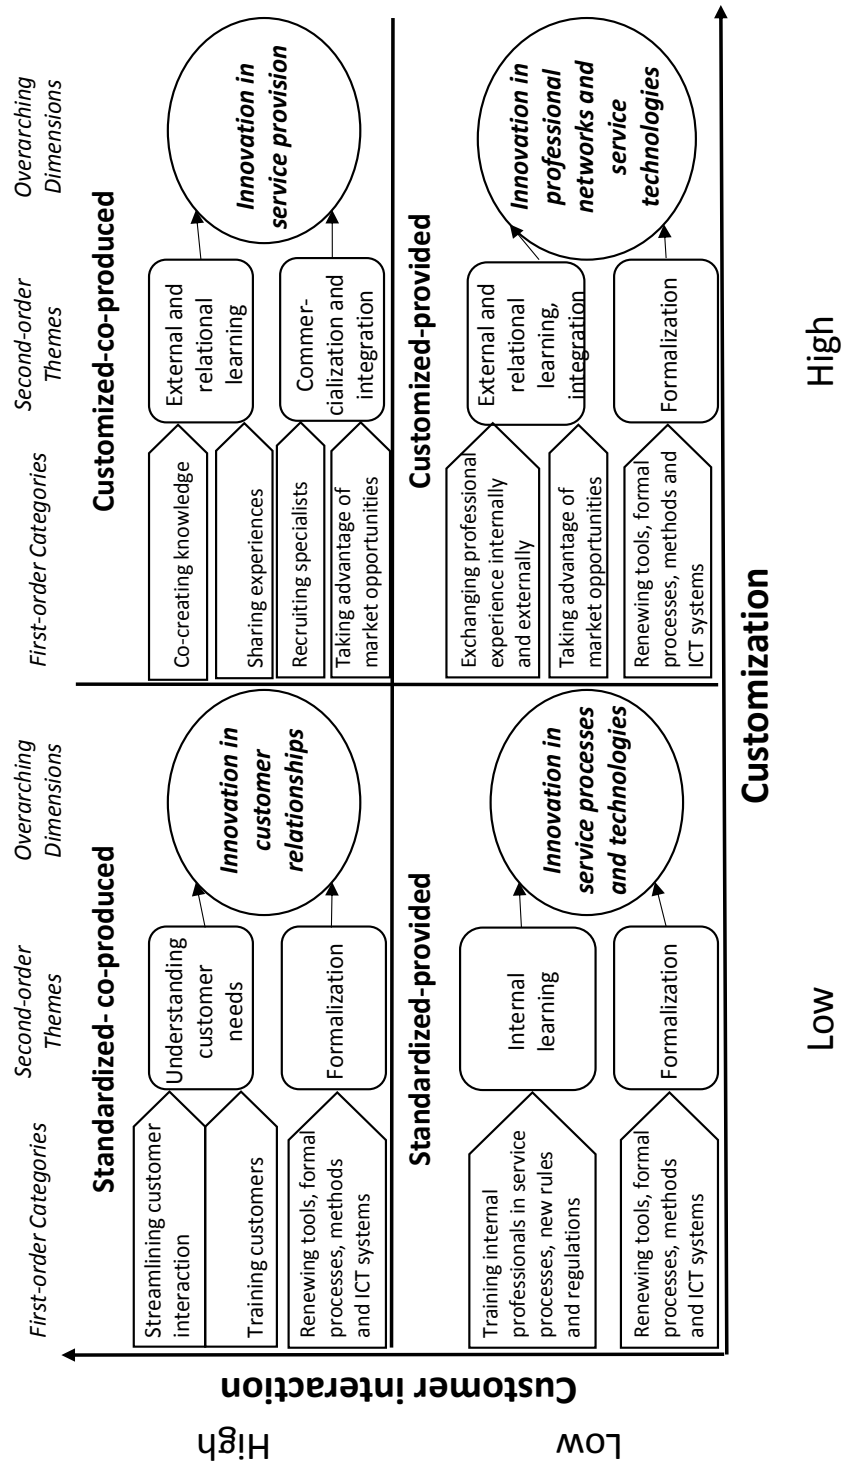 First-order Categories
Second-order
Themes
Overarching
Dimensions
First-order Categories
Second-order
Themes
Overarching
Dimensions
Standardized- co-produced
Streamlining customer
interaction
Training customers
Renewing tools, formal
processes, methods
and ICT systems
Understanding
customer
needs
Formalization
Innovation in
customer
relationships
Customized-co-produced
Co-creating knowledge
Sharing experiences
Recruiting specialists
Taking advantage of
market opportunities
External and
relational
learning
Commer-
cialization and
integration
Innovation in
service provision
Standardized-provided
Training internal
professionals in service
processes, new rules
and regulations
Renewing tools, formal
processes, methods
and ICT systems
Internal
learning
Formalization
Innovation in
service processes
and technologies
Customized-provided
Exchanging professional
experience internally
and externally
Taking advantage of
market opportunities
Renewing tools, formal
processes, methods and
ICT systems
External and
relational
learning,
integration
Formalization
Innovation in
professional
networks and
service
technologies
High
Customer interaction
Low
Customization
Low
High